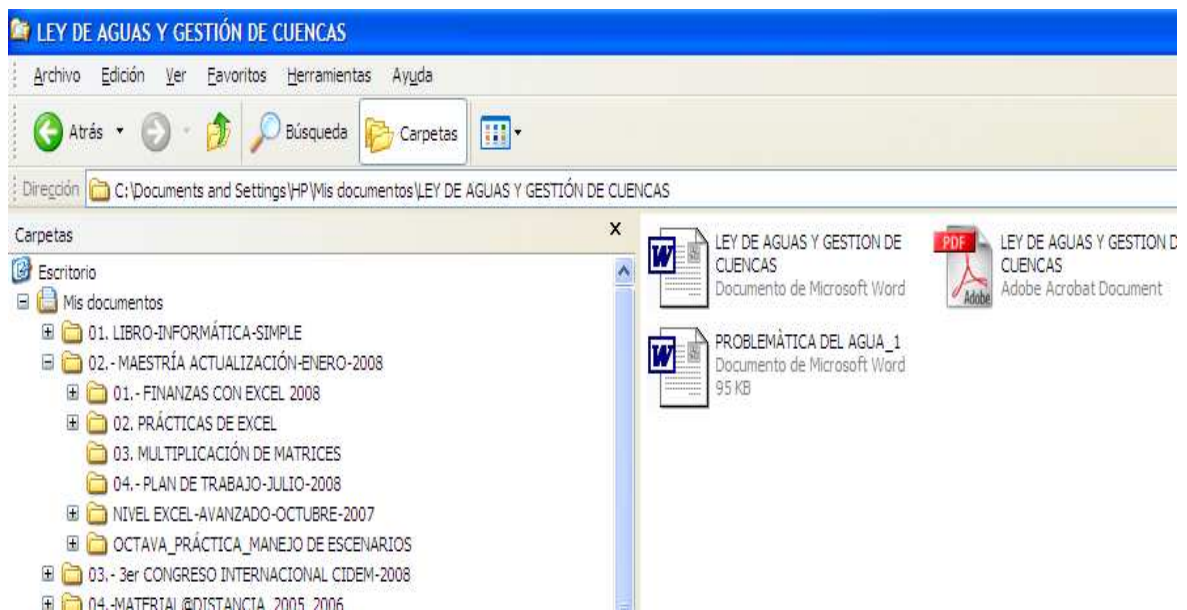 LEY DE AGUAS Y GESTIÓN DE CUENCAS
Archivo Edición Ver Favoritos Herramientas Ayuda
Atrás Búsqueda Carpetas
Dirección C:\Documents and Settings\HP\Mis documentos\LEY DE AGUAS Y GESTIÓN DE CUENCAS
Carpetas x
Escritorio
Mis documentos
01. LIBRO-INFORMÁTICA-SIMPLE
02.- MAESTRÍA ACTUALIZACIÓN-ENERO-2008
01.- FINANZAS CON EXCEL 2008
02. PRÁCTICAS DE EXCEL
03. MULTIPLICACIÓN DE MATRICES
04.- PLAN DE TRABAJO-JULIO-2008
NIVEL EXCEL-AVANZADO-OCTUBRE-2007
OCTAVA_PRÁCTICA_MANEJO DE ESCENARIOS
03.- 3er CONGRESO INTERNACIONAL CIDEM-2008
04.-MATERIAL@DISTANCIA_2005_2006
LEY DE AGUAS Y GESTION DE
CUENCAS
Documento de Microsoft Word
PDF
Adobe
LEY DE AGUAS Y GESTION D
CUENCAS
Adobe Acrobat Document
PROBLEMÀTICA DEL AGUA_1
Documento de Microsoft Word
95 KB